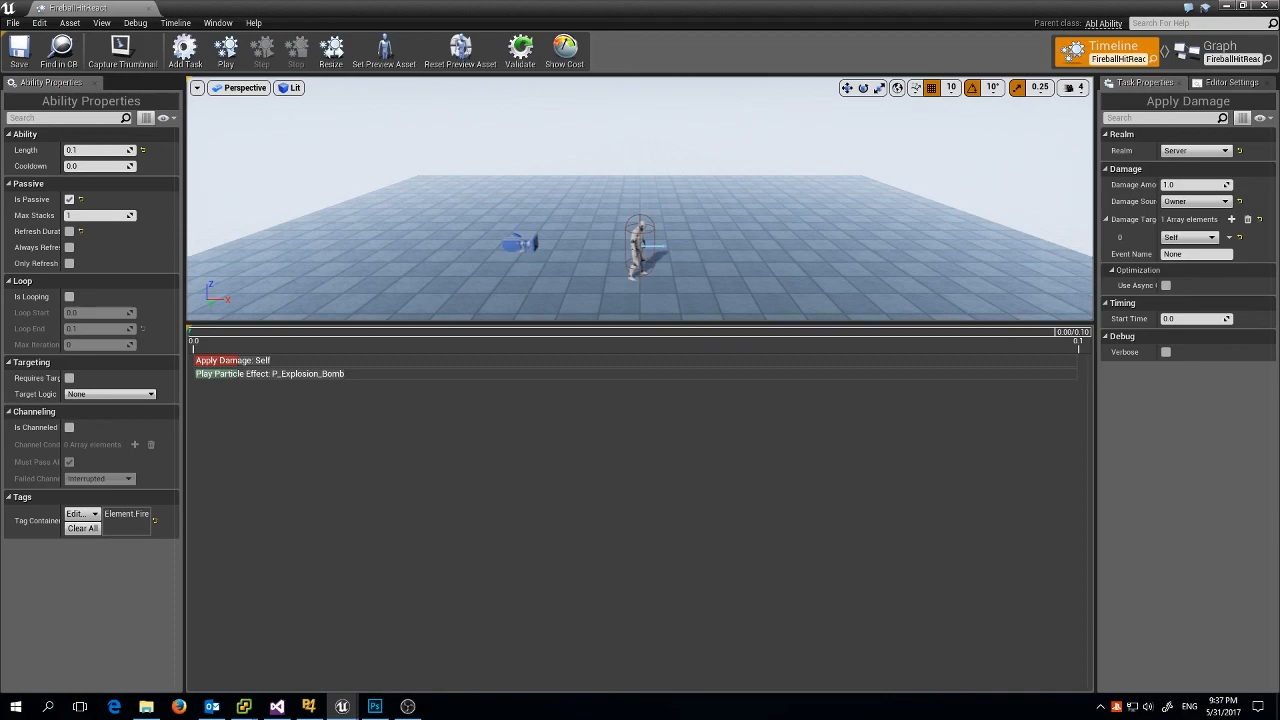 FireballHitReact
File Edit Asset View Debug Timeline Window Help
Parent class: Abl Ability Search For Help
Save Find in CB Capture Thumbnail Add Task Play Step Stop Resize Set Preview Asset Reset Preview Asset Validate Show Cost
Timeline
FireballHitReac
Graph
FireballHitReac
Ability Properties
Ability Properties
Search
Ability
Length 0.1
Cooldown 0.0
Passive
Is Passive
Max Stacks 1
Refresh Durat
Always Refre
Only Refresh
Loop
Is Looping
Loop Start 0.0
Loop End 0.1
Max Iteration 0
Targeting
Requires Targ
Target Logic None
Channeling
Is Channeled
Channel Cond 0 Array elements
Must Pass Al
Failed Channe Interrupted
Tags
Tag Containe Edit... Element.Fire
Clear All
Perspective Lit 10 10° 0.25 4
Z
X
0.00/0.10
0.0 0.1
Apply Damage: Self
Play Particle Effect: P_Explosion_Bomb
Task Properties Editor Settings
Apply Damage
Search
Realm
Realm Server
Damage
Damage Amo 1.0
Damage Sour Owner
Damage Targ 1 Array elements
0 Self
Event Name None
Optimization
Use Async
Timing
Start Time 0.0
Debug
Verbose
ENG
9:37 PM
5/31/2017